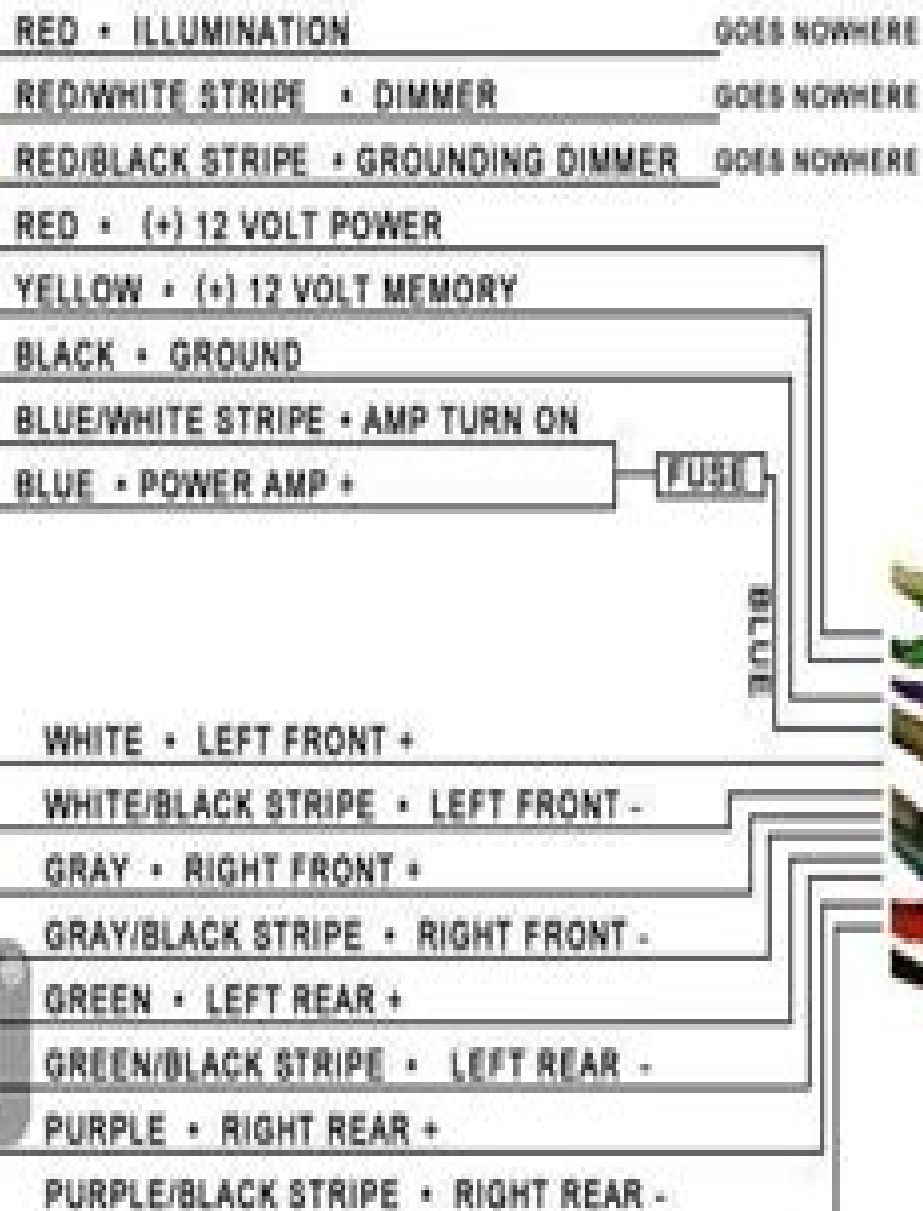 RED • ILLUMINATION GOES NOWHERE
RED/WHITE STRIPE • DIMMER GOES NOWHERE
RED/BLACK STRIPE • GROUNDING DIMMER GOES NOWHERE
RED • (+) 12 VOLT POWER
YELLOW • (+) 12 VOLT MEMORY
BLACK • GROUND
BLUE/WHITE STRIPE • AMP TURN ON
BLUE • POWER AMP +
FUSE
BLUE
WHITE • LEFT FRONT +
WHITE/BLACK STRIPE • LEFT FRONT -
GRAY • RIGHT FRONT +
GRAY/BLACK STRIPE • RIGHT FRONT -
GREEN • LEFT REAR +
GREEN/BLACK STRIPE • LEFT REAR -
PURPLE • RIGHT REAR +
PURPLE/BLACK STRIPE • RIGHT REAR -